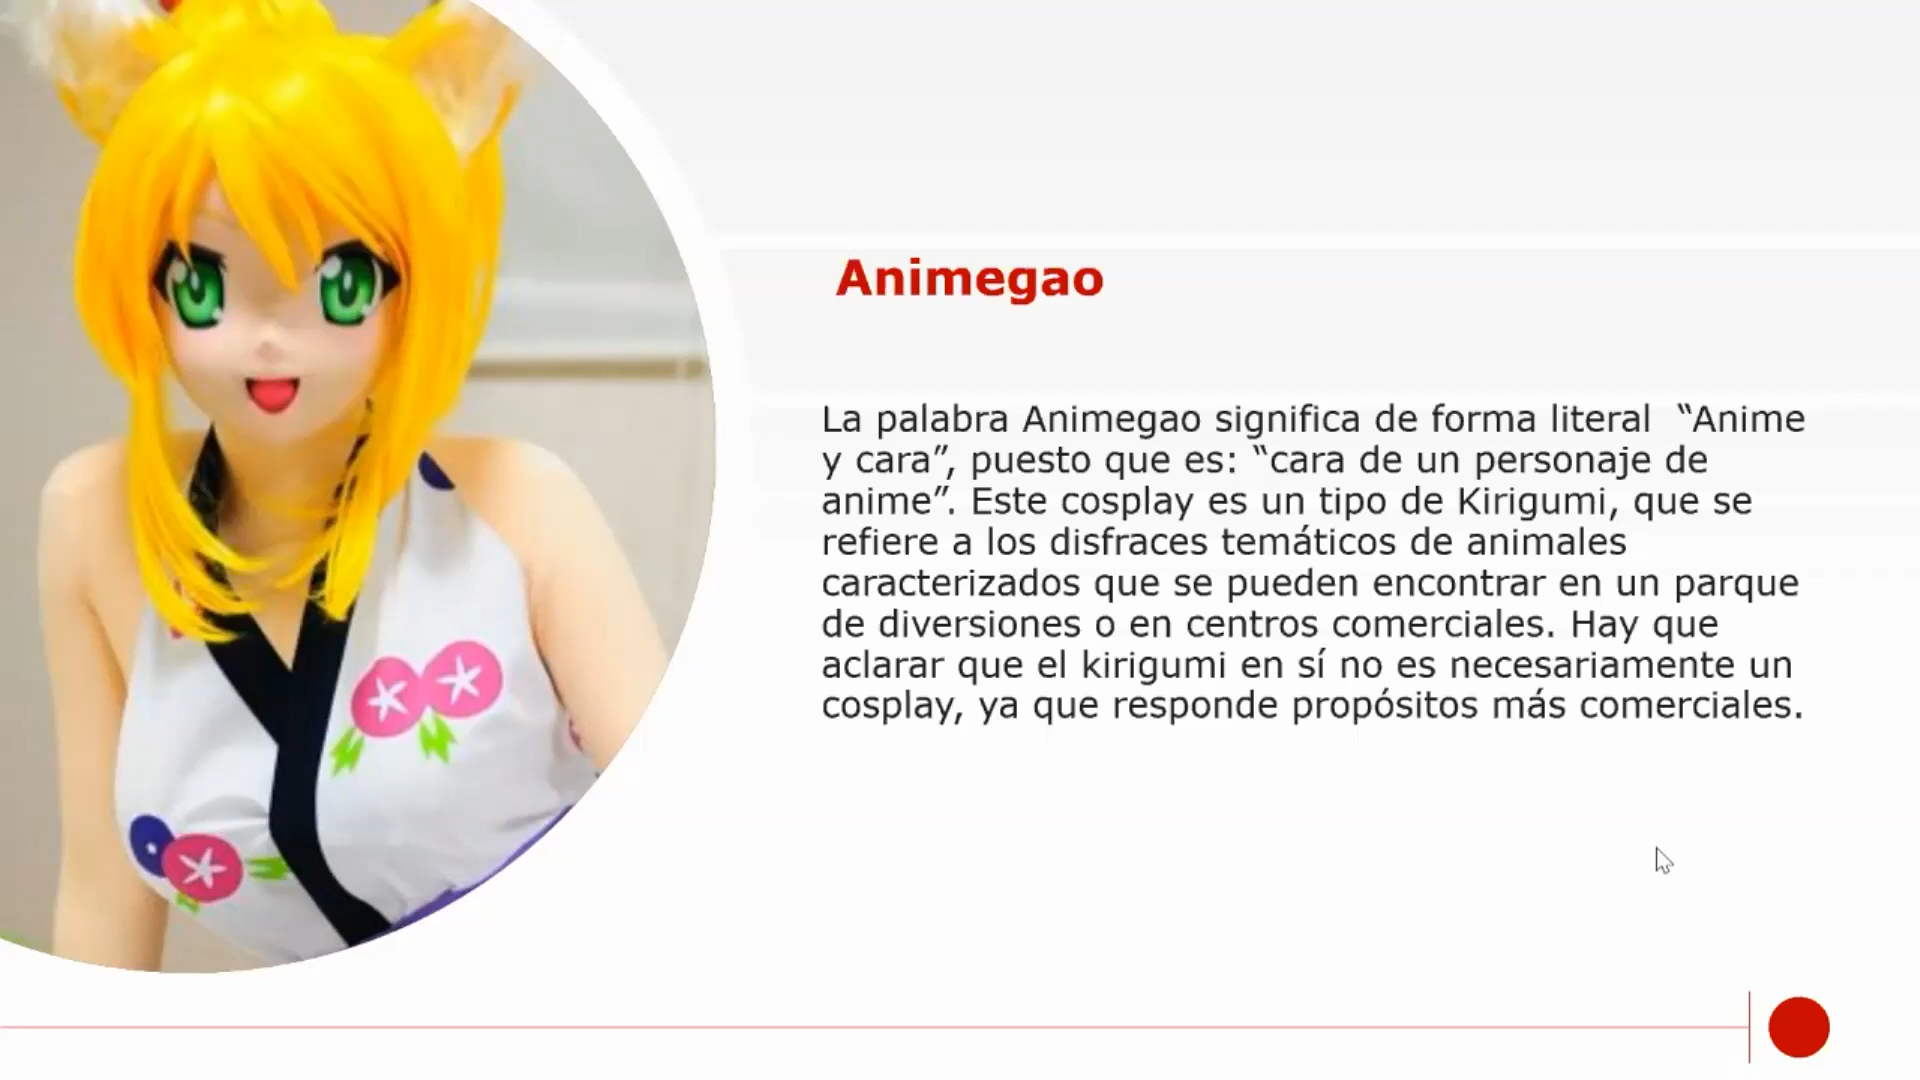 Animegao
La palabra Animegao significa de forma literal “Anime
y cara”, puesto que es: “cara de un personaje de
anime”. Este cosplay es un tipo de Kirigumi, que se
refiere a los disfraces temáticos de animales
caracterizados que se pueden encontrar en un parque
de diversiones o en centros comerciales. Hay que
aclarar que el kirigumi en sí no es necesariamente un
cosplay, ya que responde propósitos más comerciales.